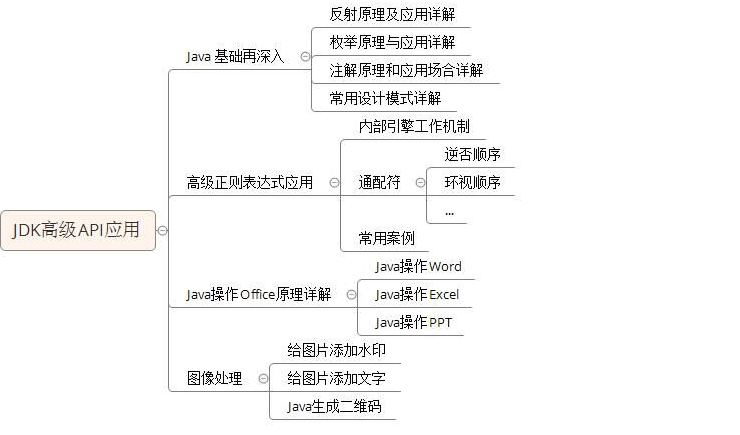 JDK高级API应用
Java 基础再深入
反射原理及应用详解
枚举原理与应用详解
注解原理和应用场合详解
常用设计模式详解
高级正则表达式应用
内部引擎工作机制
通配符
逆否顺序
环视顺序
...
常用案例
Java操作Office原理详解
Java操作Word
Java操作Excel
Java操作PPT
图像处理
给图片添加水印
给图片添加文字
Java生成二维码